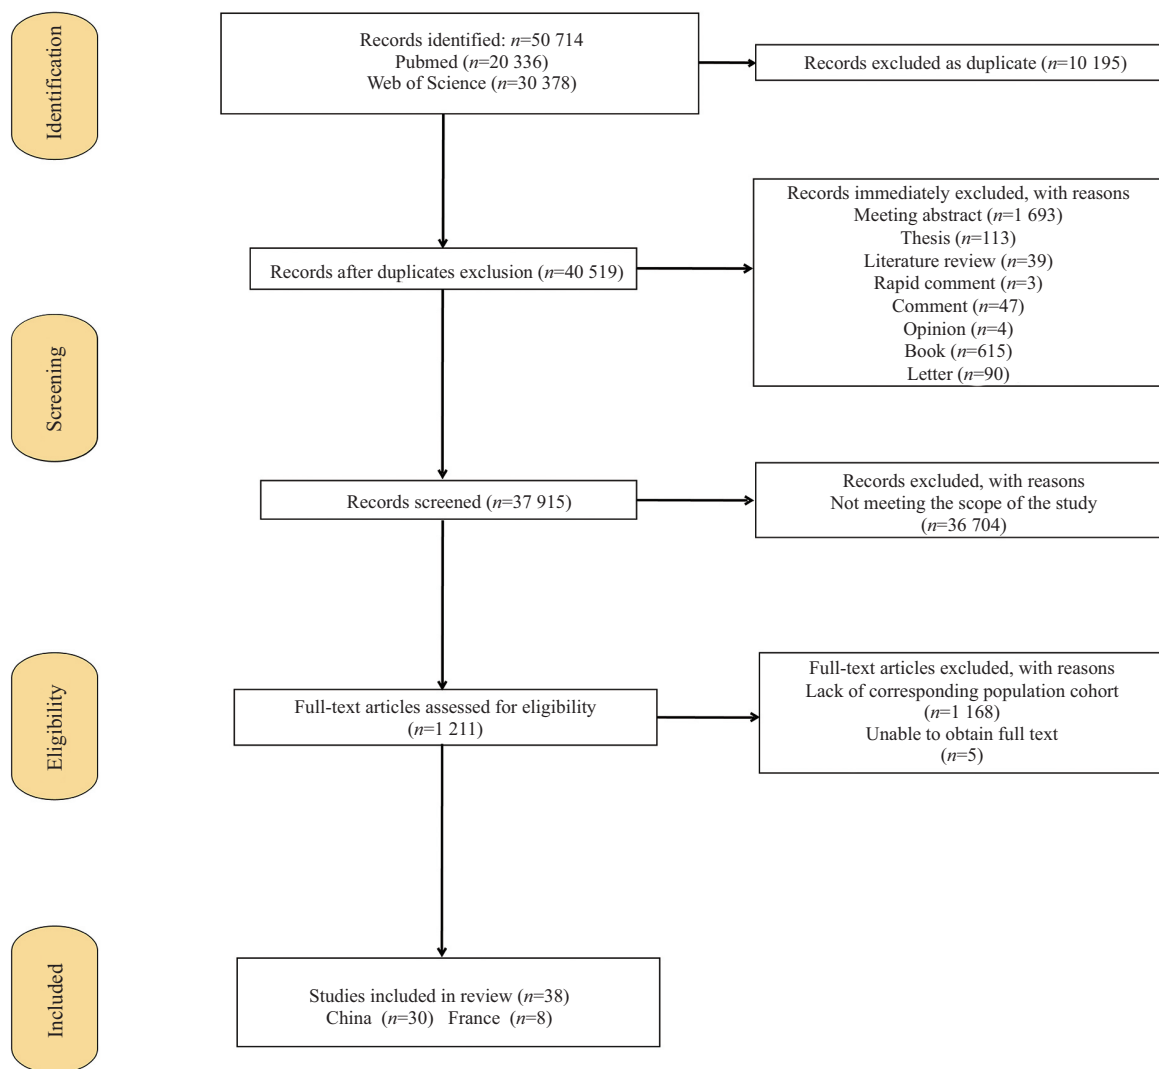 Identification
Records identified: n=50 714
Pubmed (n=20 336)
Web of Science (n=30 378)
Records excluded as duplicate (n=10 195)
Records after duplicates exclusion (n=40 519)
Records immediately excluded, with reasons
Meeting abstract (n=1 693)
Thesis (n=113)
Literature review (n=39)
Rapid comment (n=3)
Comment (n=47)
Opinion (n=4)
Book (n=615)
Letter (n=90)
Screening
Records screened (n=37 915)
Records excluded, with reasons
Not meeting the scope of the study
(n=36 704)
Eligibility
Full-text articles assessed for eligibility
(n=1 211)
Full-text articles excluded, with reasons
Lack of corresponding population cohort
(n=1 168)
Unable to obtain full text
(n=5)
Included
Studies included in review (n=38)
China (n=30) France (n=8)